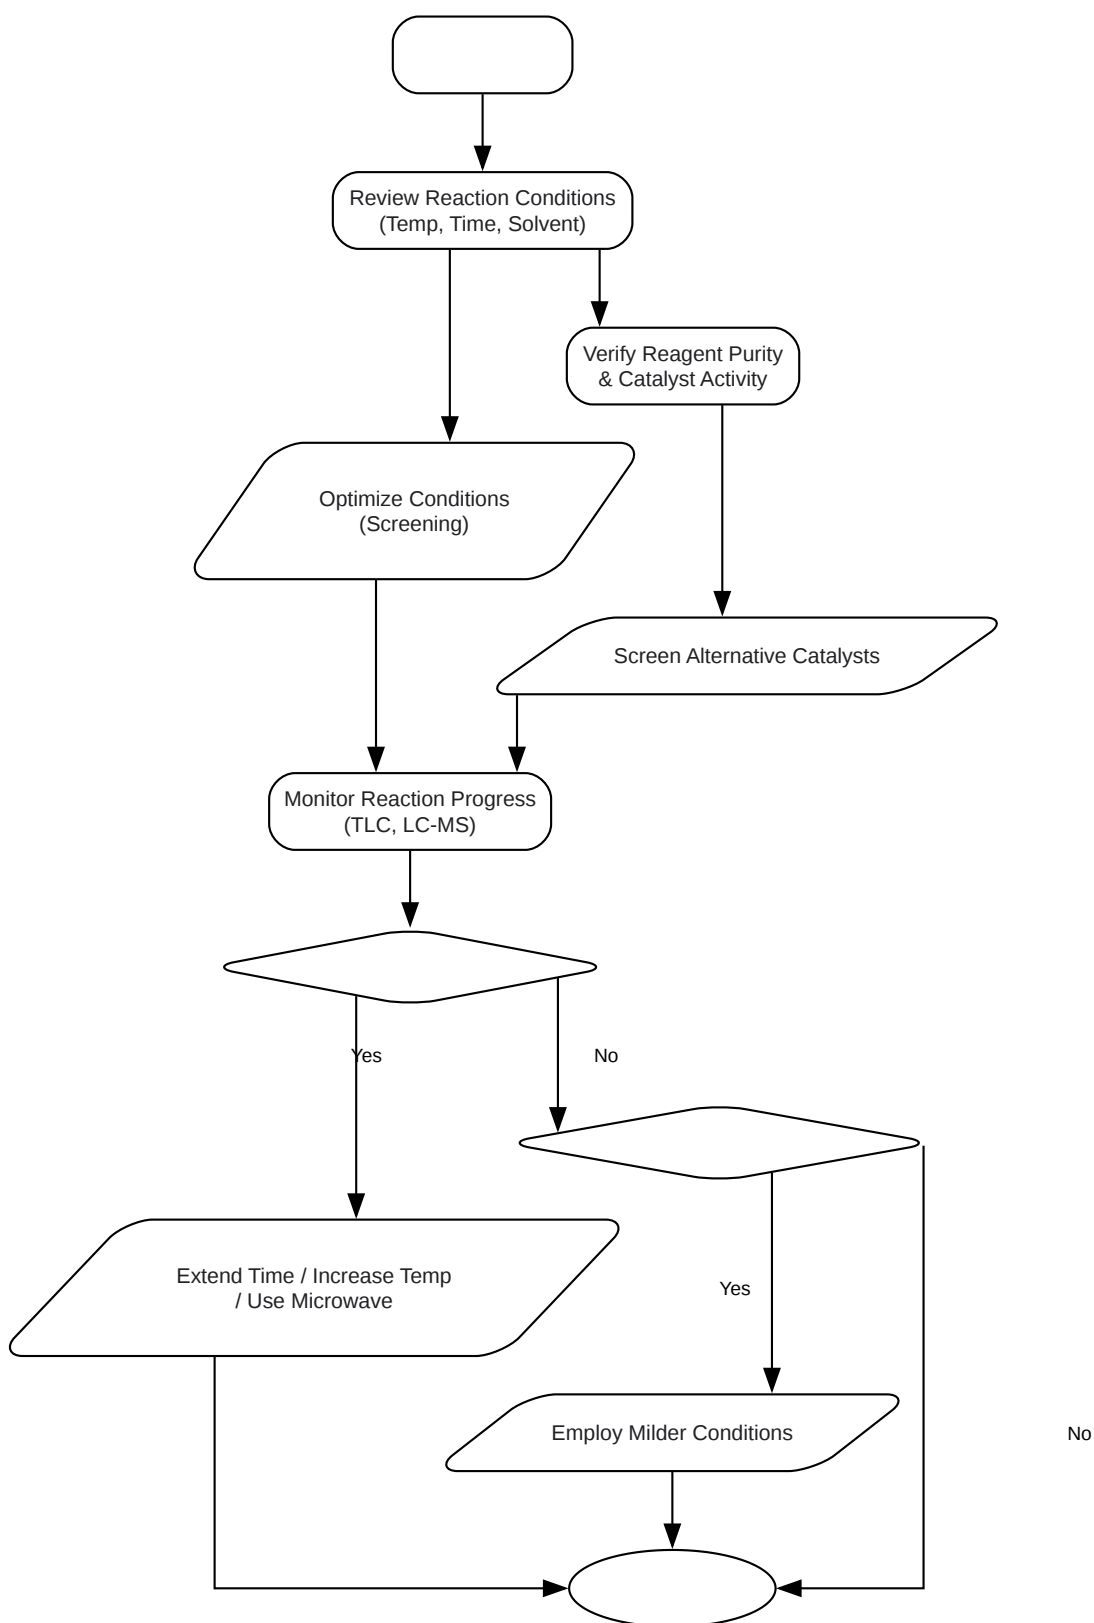 Review Reaction Conditions
(Temp, Time, Solvent)
Verify Reagent Purity
& Catalyst Activity
Optimize Conditions
(Screening)
Screen Alternative Catalysts
Monitor Reaction Progress
(TLC, LC-MS)
Yes
No
Extend Time / Increase Temp
/ Use Microwave
Yes
Employ Milder Conditions
No